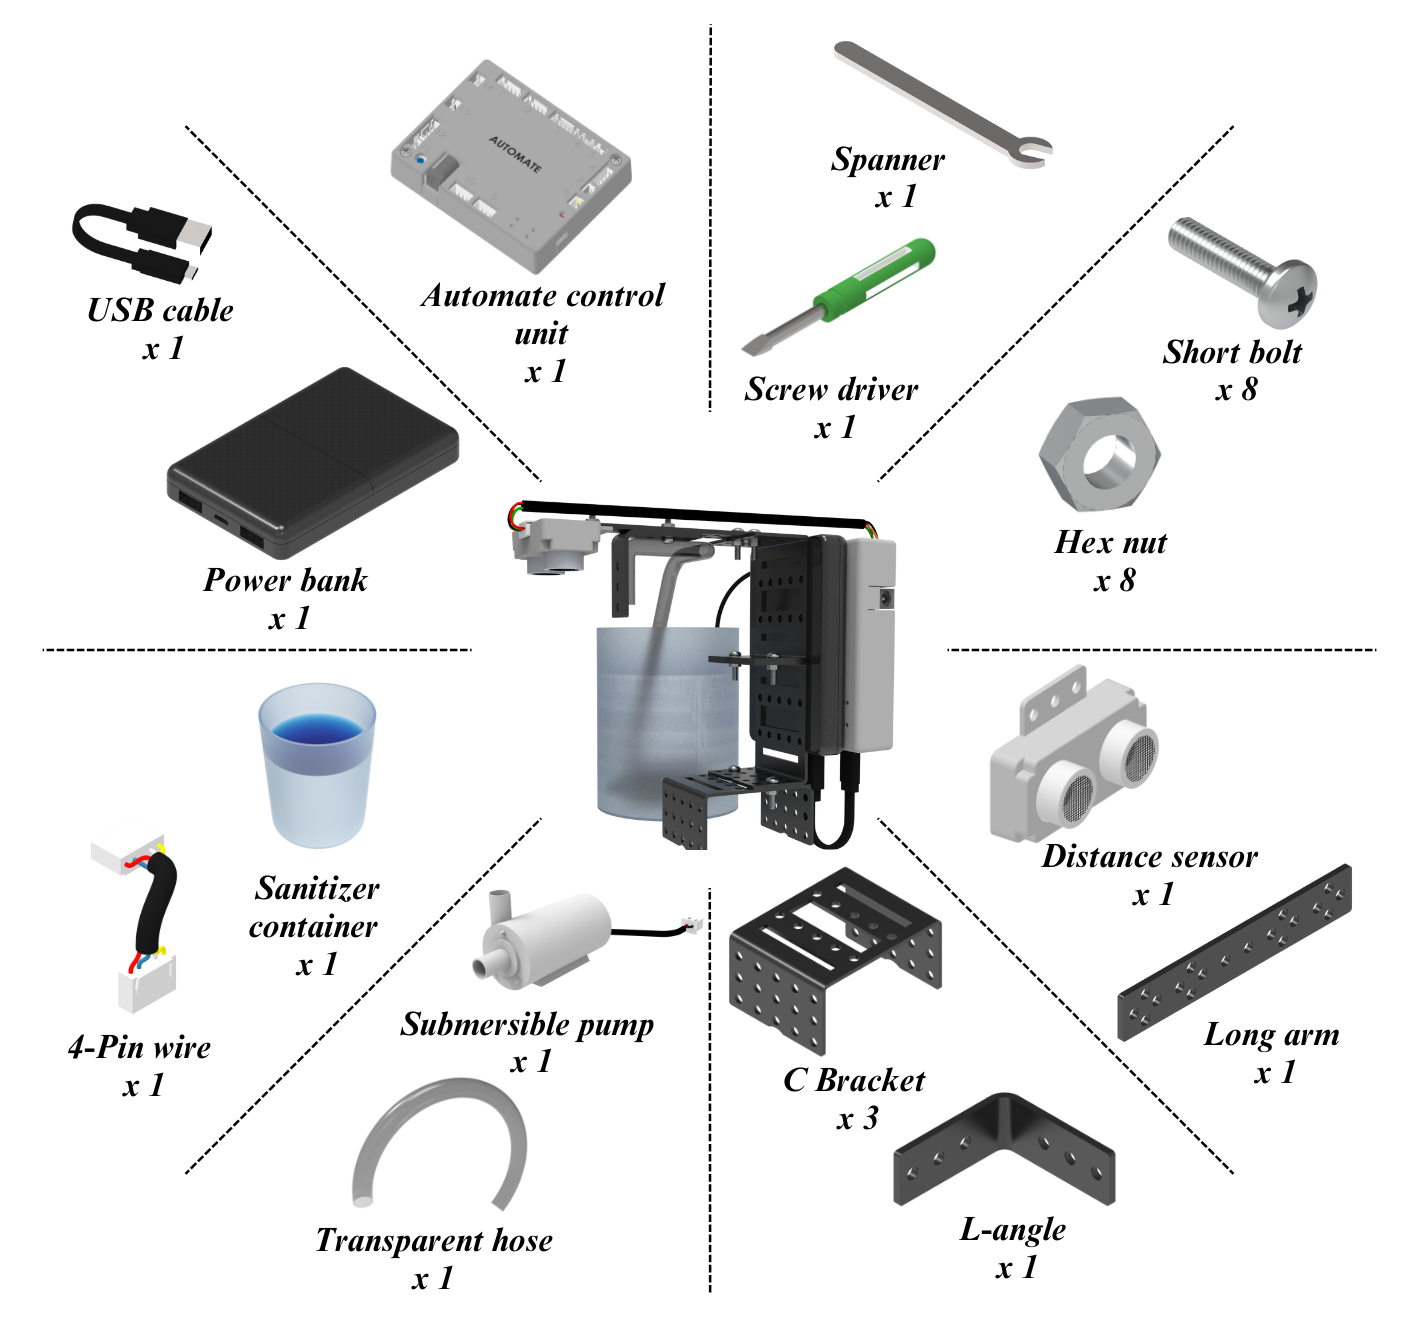 AUTOMATE
Automate control
unit
x 1
Spanner
x 1
Screw driver
x 1
USB cable
x 1
Power bank
x 1
Short bolt
x 8
Hex nut
x 8
Sanitizer
container
x 1
4-Pin wire
x 1
Distance sensor
x 1
Long arm
x 1
Submersible pump
x 1
Transparent hose
x 1
C Bracket
x 3
L-angle
x 1